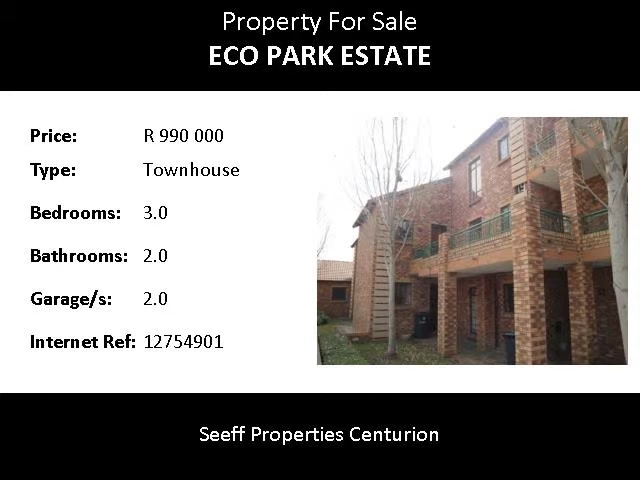 Property For Sale
ECO PARK ESTATE
Price: R 990 000
Type: Townhouse
Bedrooms: 3.0
Bathrooms: 2.0
Garage/s: 2.0
Internet Ref: 12754901
Seeff Properties Centurion